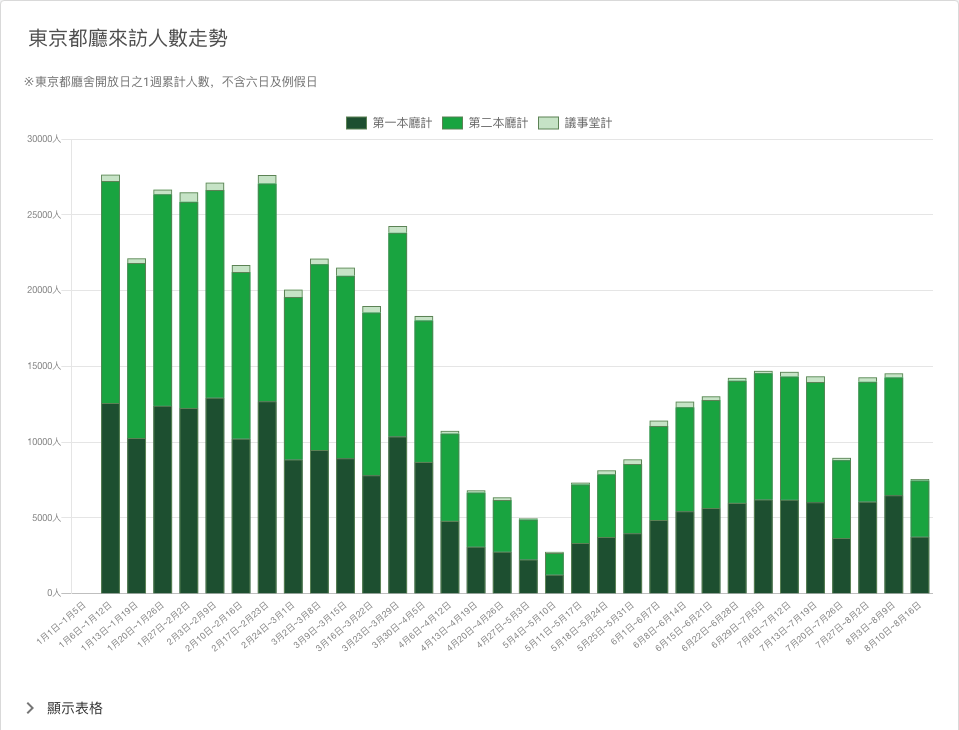 東京都廳來訪人數走勢
※東京都廳舍開放日之1週累計人數，不含六日及例假日
第一本廳計 第二本廳計 議事堂計
30000人
25000人
20000人
15000人
10000人
5000人
0人
1月1日~1月5日
1月6日~1月12日
1月13日~1月19日
1月20日~1月26日
1月27日~2月2日
2月3日~2月9日
2月10日~2月16日
2月17日~2月23日
2月24日~3月1日
3月2日~3月8日
3月9日~3月15日
3月16日~3月22日
3月23日~3月29日
3月30日~4月5日
4月6日~4月12日
4月13日~4月19日
4月20日~4月26日
4月27日~5月3日
5月4日~5月10日
5月11日~5月17日
5月18日~5月24日
5月25日~5月31日
6月1日~6月7日
6月8日~6月14日
6月15日~6月21日
6月22日~6月28日
6月29日~7月5日
7月6日~7月12日
7月13日~7月19日
7月20日~7月26日
7月27日~8月2日
8月3日~8月9日
8月10日~8月16日
顯示表格